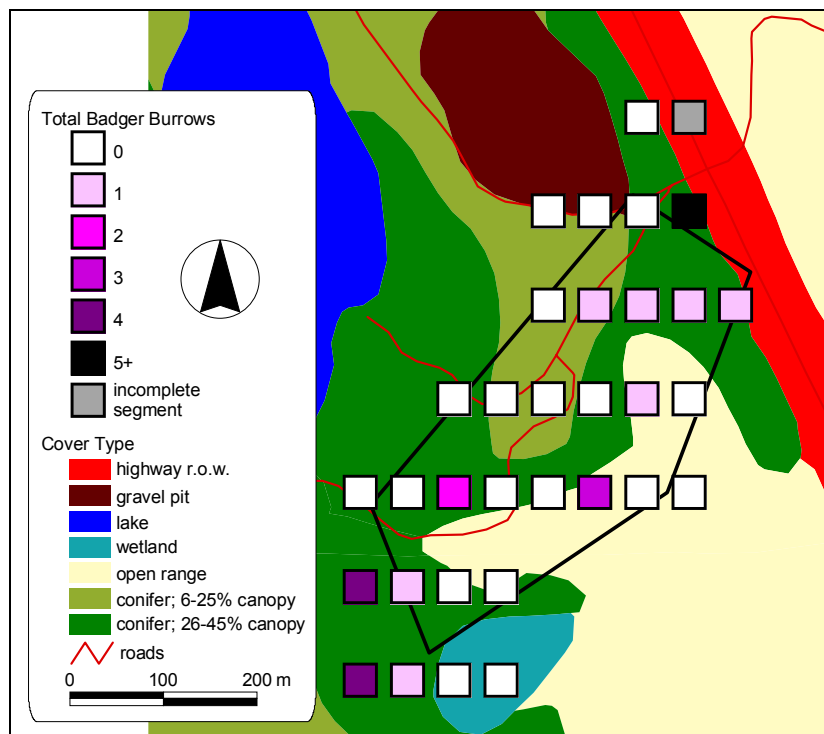 Total Badger Burrows
0
1
2
3
4
5+
incomplete
segment
Cover Type
highway r.o.w.
gravel pit
lake
wetland
open range
conifer; 6-25% canopy
conifer; 26-45% canopy
roads
0 100 200 m